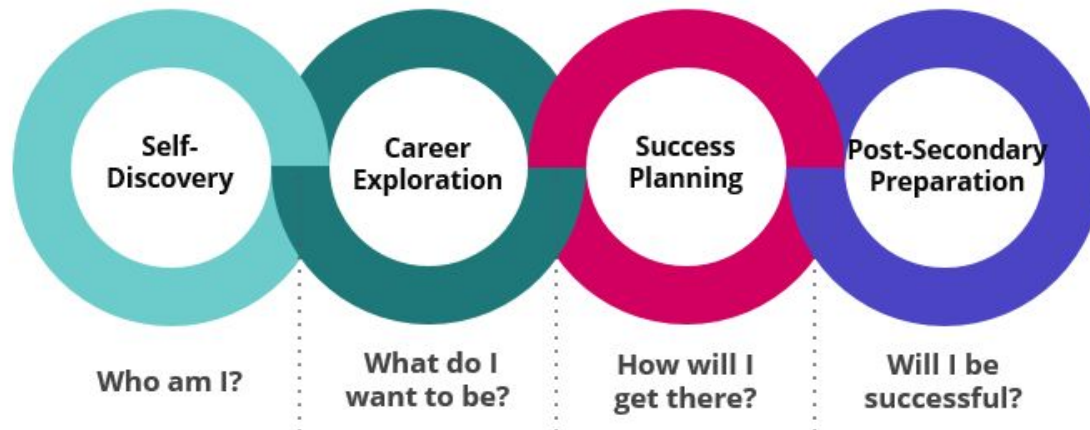 Self-
Discovery
Career
Exploration
Success
Planning
Post-Secondary
Preparation
Who am I?
What do I
want to be?
How will I
get there?
Will I be
successful?